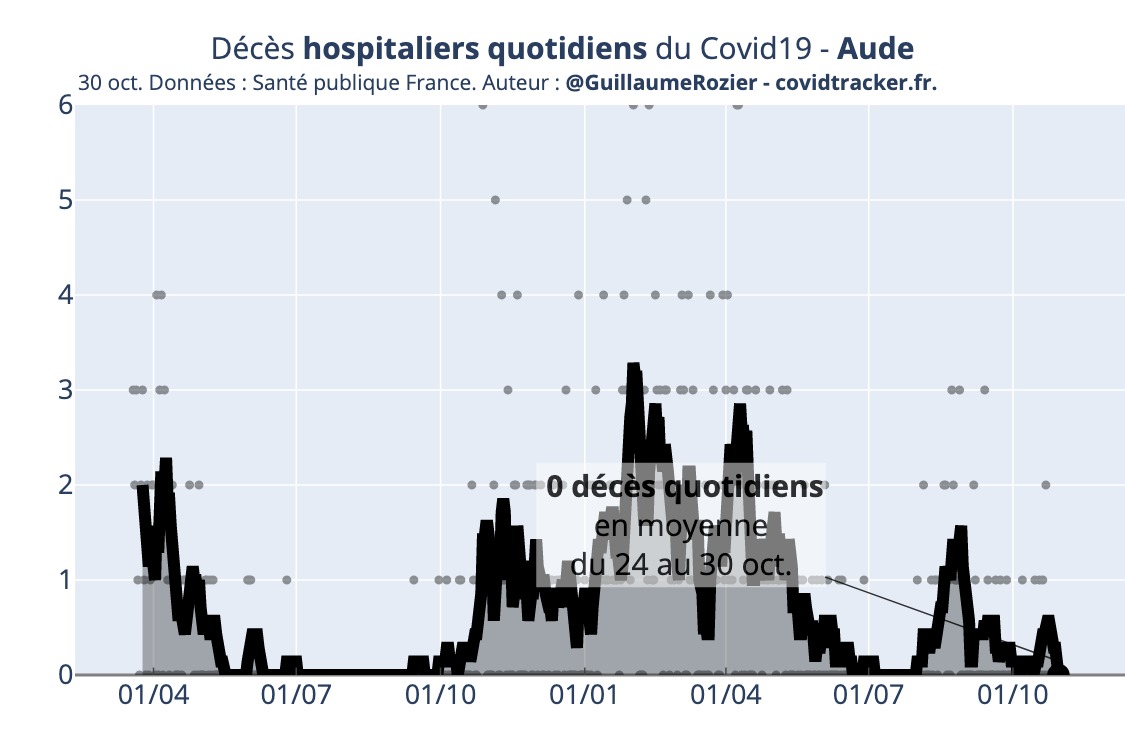 Décès hospitaliers quotidiens du Covid19 - Aude
30 oct. Données : Santé publique France. Auteur : @GuillaumeRozier - covidtracker.fr.
6
5
4
3
2
1
0
0 décès quotidiens
en moyenne
du 24 au 30 oct.
01/04 01/07 01/10 01/01 01/04 01/07 01/10